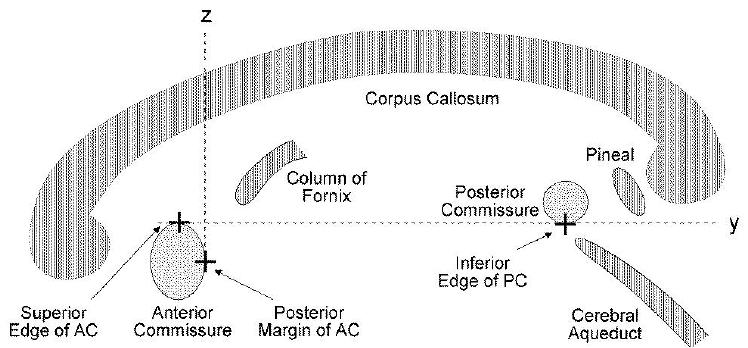 z
Corpus Callosum
Pineal
Column of
Fornix
Posterior
Commissure
y
Inferior
Edge of PC
Superior
Edge of AC
Anterior
Commissure
Posterior
Margin of AC
Cerebral
Aqueduct